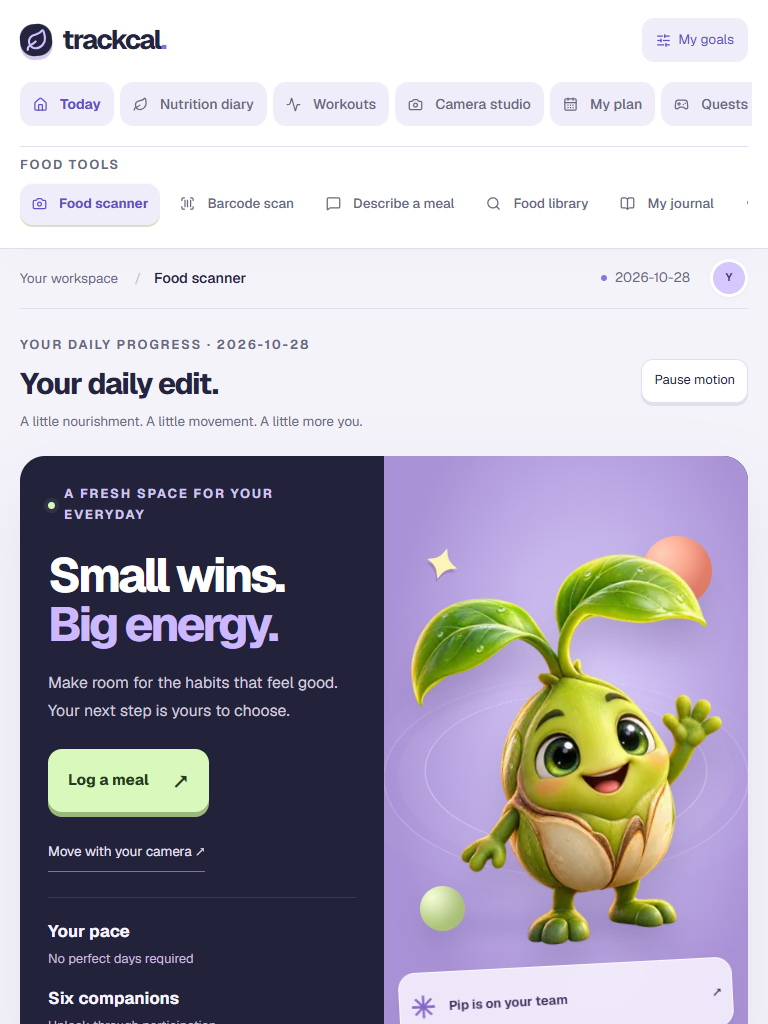 trackcal.
My goals
Today
Nutrition diary
Workouts
Camera studio
My plan
Quests
FOOD TOOLS
Food scanner
Barcode scan
Describe a meal
Food library
My journal
Your workspace / Food scanner
2026-10-28
Y
YOUR DAILY PROGRESS · 2026-10-28
Your daily edit.
Pause motion
A little nourishment. A little movement. A little more you.
A FRESH SPACE FOR YOUR
EVERYDAY
Small wins.
Big energy.
Make room for the habits that feel good.
Your next step is yours to choose.
Log a meal ↗
Move with your camera ↗
Your pace
No perfect days required
Six companions
Unlock through participation
Pip is on your team ↗